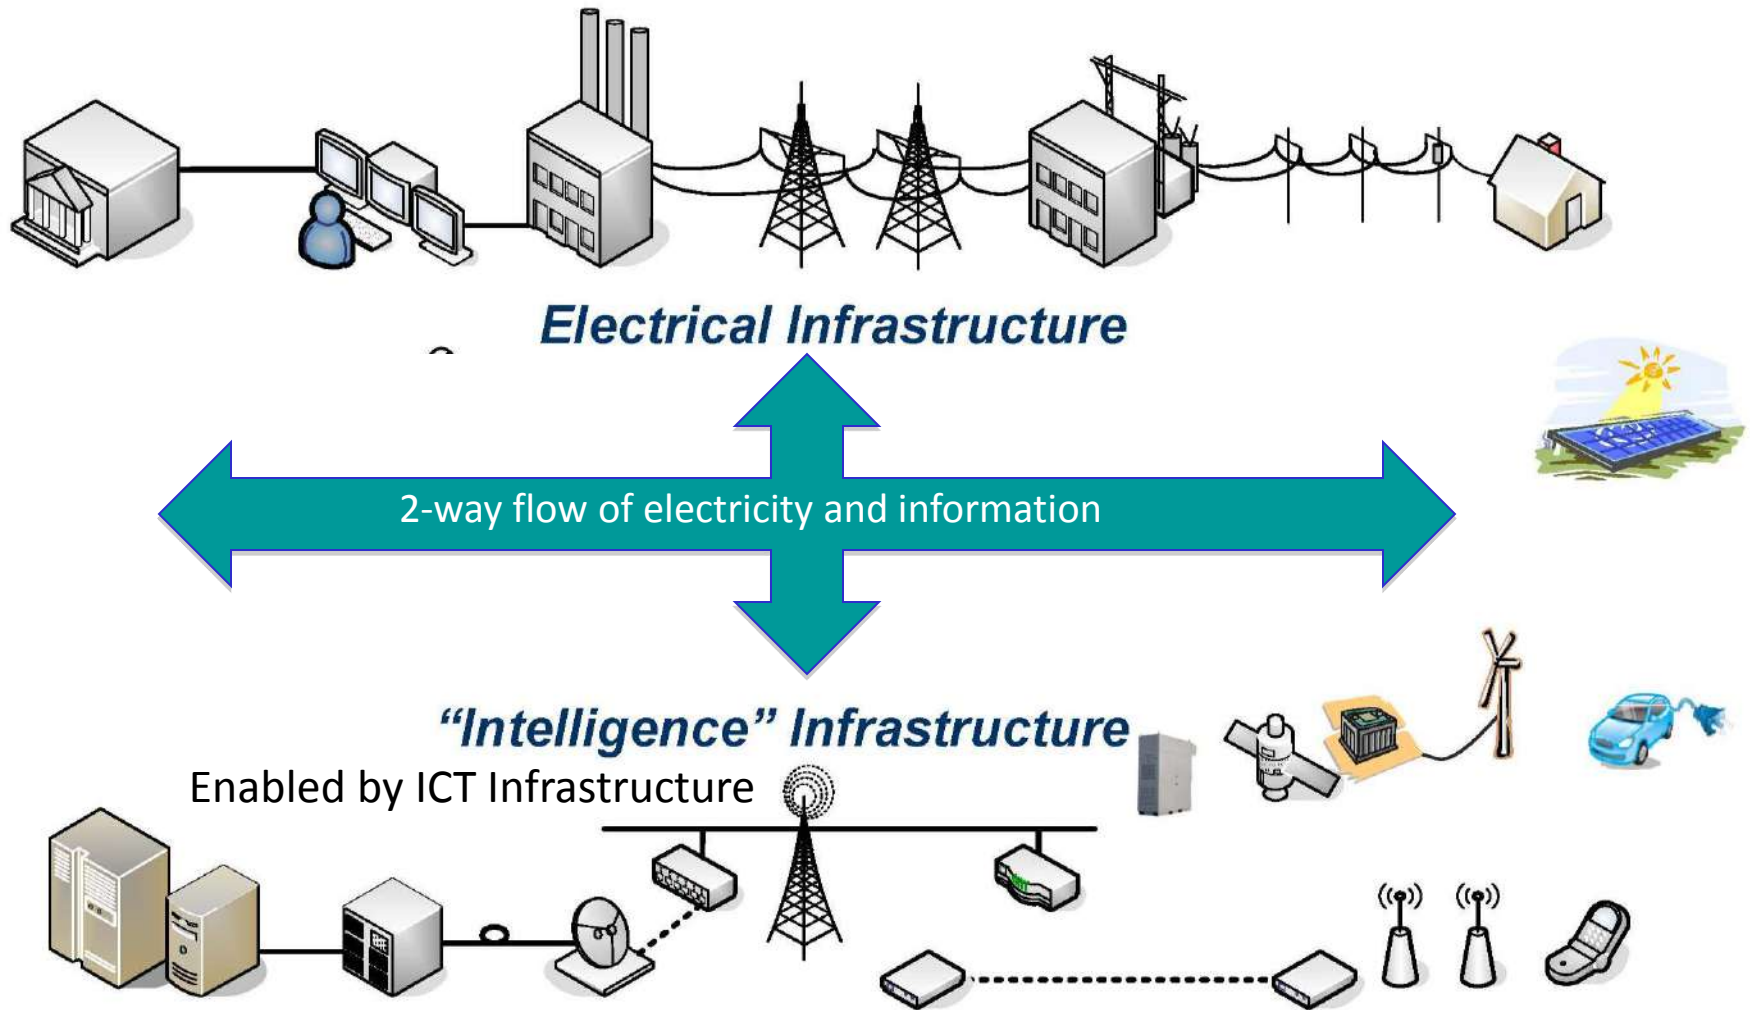 Electrical Infrastructure
2-way flow of electricity and information
“Intelligence” Infrastructure
Enabled by ICT Infrastructure